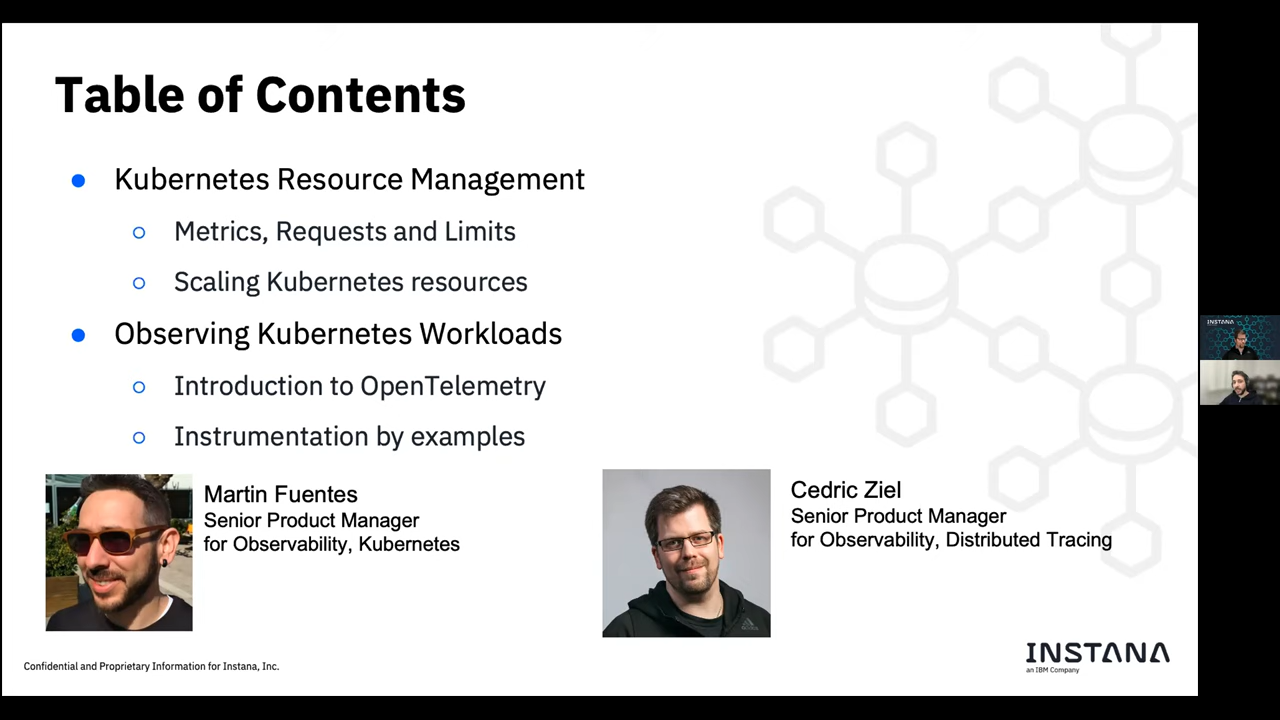 Table of Contents
● Kubernetes Resource Management
○ Metrics, Requests and Limits
○ Scaling Kubernetes resources
● Observing Kubernetes Workloads
○ Introduction to OpenTelemetry
○ Instrumentation by examples
Martin Fuentes
Senior Product Manager
for Observability, Kubernetes
Cedric Ziel
Senior Product Manager
for Observability, Distributed Tracing
Confidential and Proprietary Information for Instana, Inc.
INSTANA
an IBM Company
INSTANA